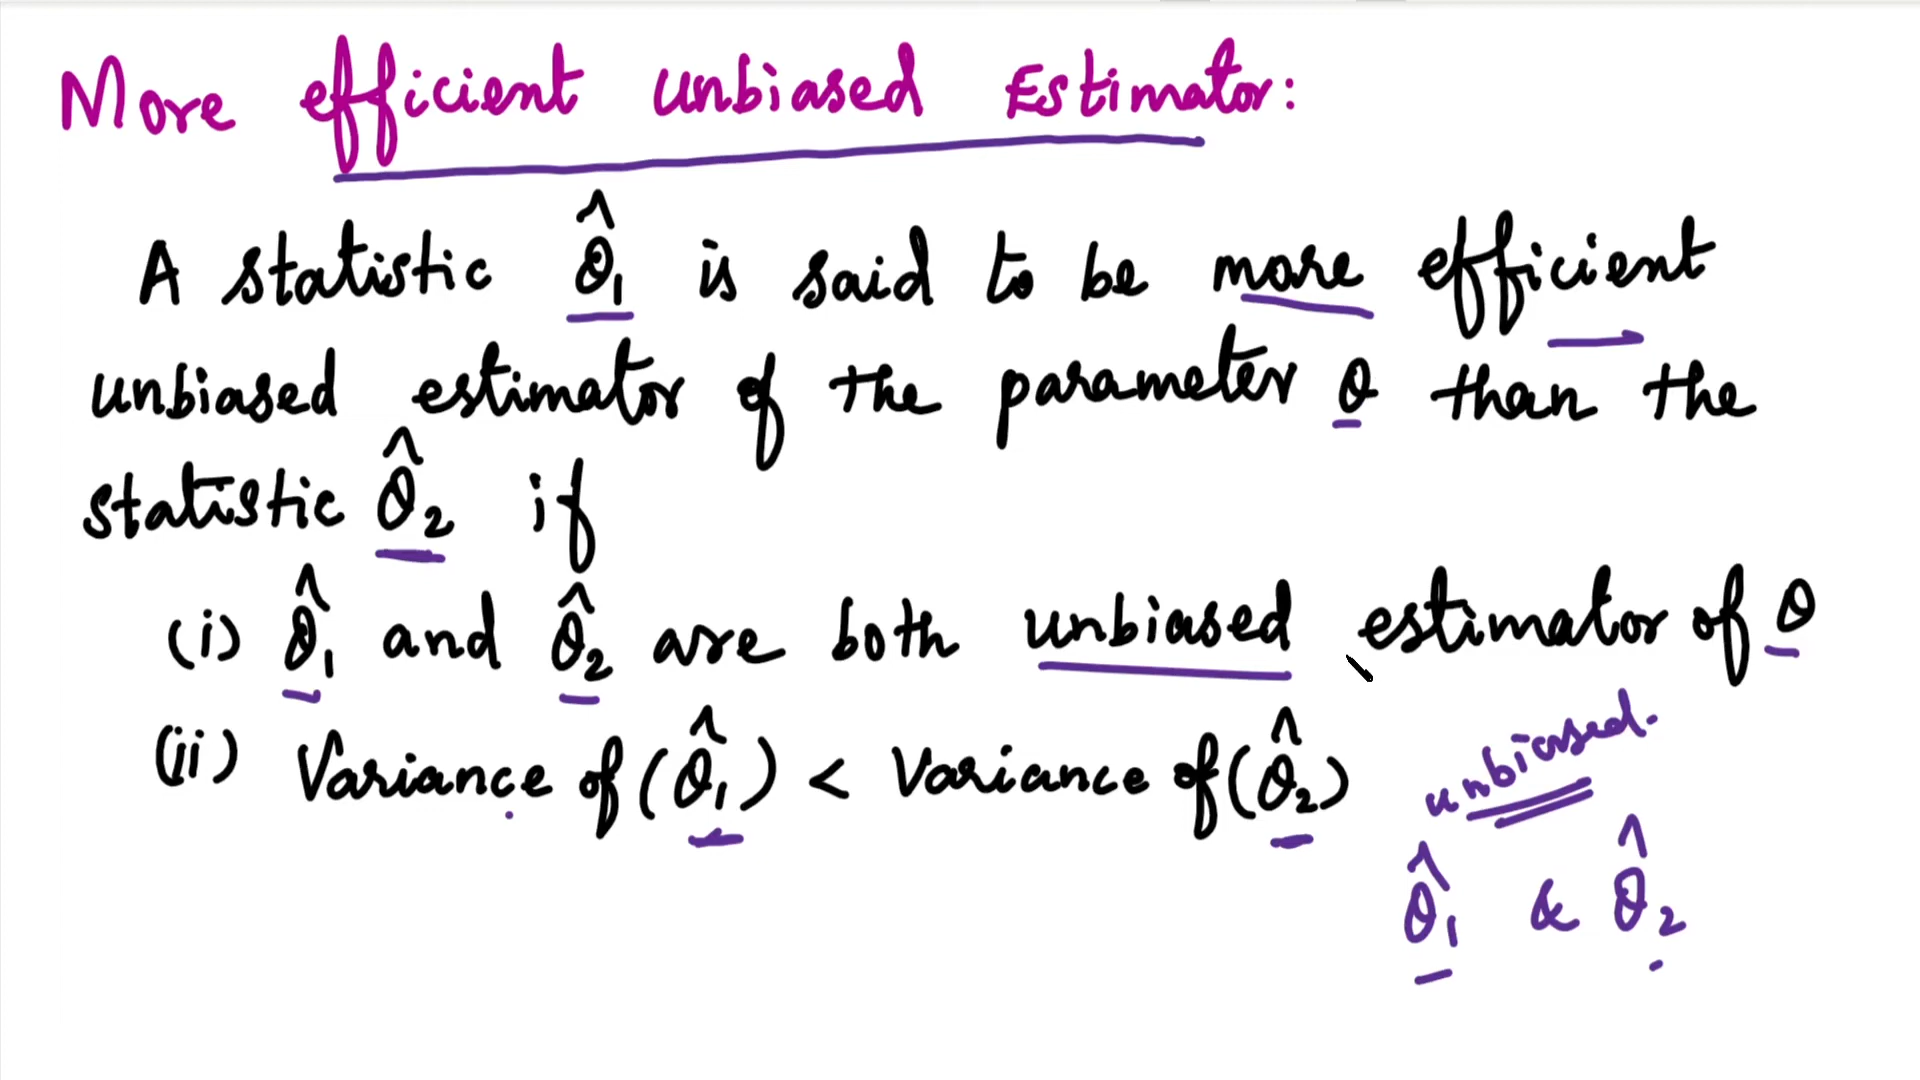 More efficient unbiased Estimator:
A statistic θ̂₁ is said to be more efficient
unbiased estimator of the parameter θ than the
statistic θ̂₂ if
(i) θ̂₁ and θ̂₂ are both unbiased estimator of θ
(ii) Variance of (θ̂₁) < Variance of (θ̂₂)
unbiased.
θ̂₁ & θ̂₂